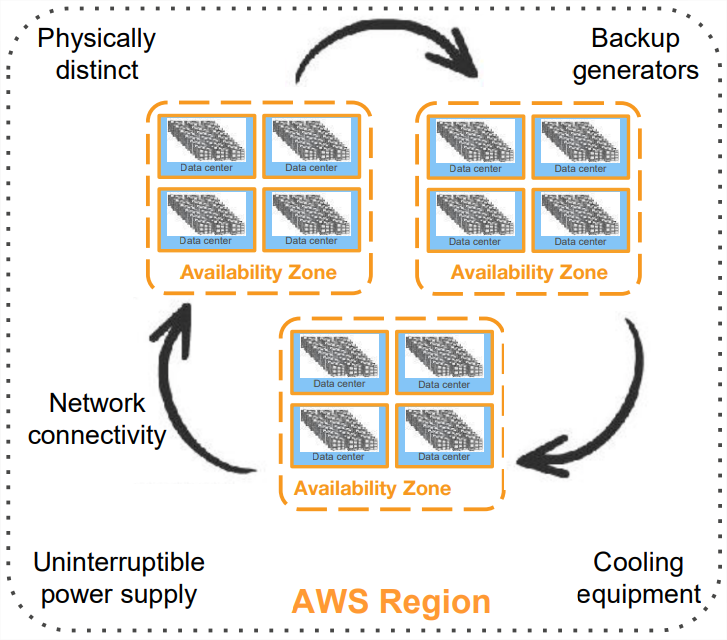 Physically
distinct
Backup
generators
Data center
Data center
Data center
Data center
Availability Zone
Data center
Data center
Data center
Data center
Availability Zone
Data center
Data center
Data center
Data center
Availability Zone
Network
connectivity
Uninterruptible
power supply
AWS Region
Cooling
equipment